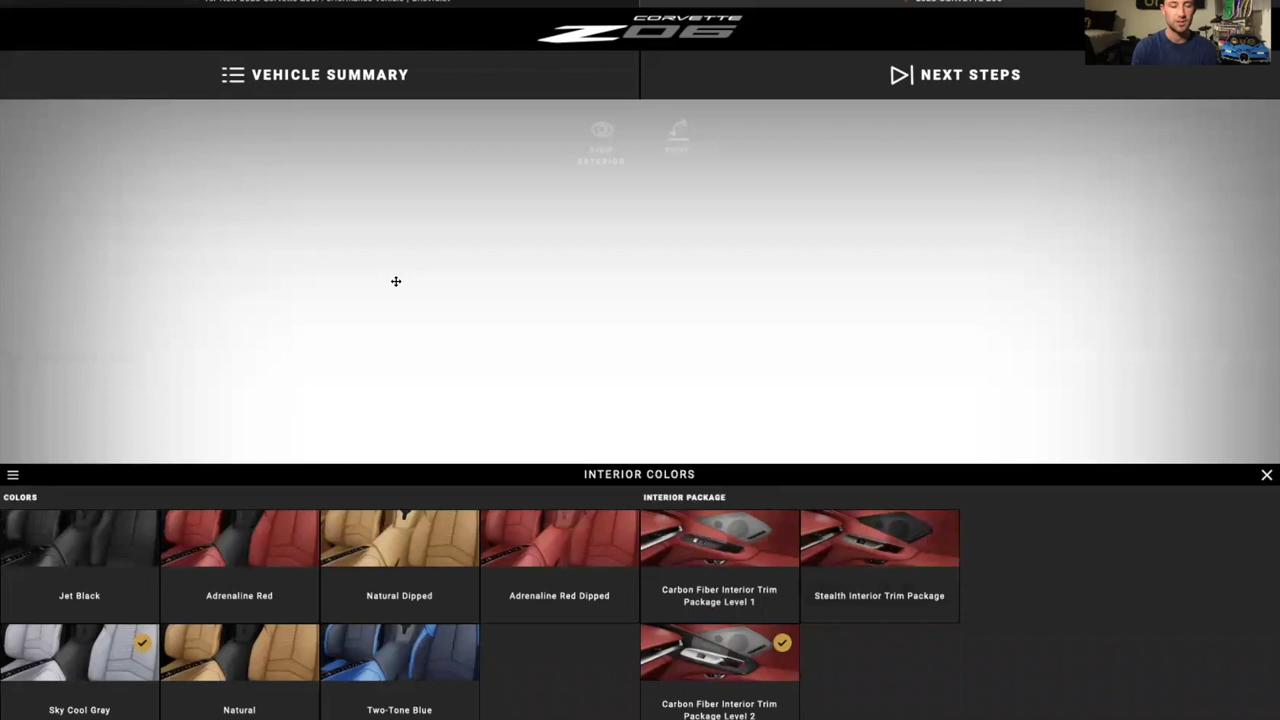 CORVETTE
Z06
VEHICLE SUMMARY
NEXT STEPS
EXTERIOR
INTERIOR COLORS
COLORS
INTERIOR PACKAGE
Jet Black
Adrenaline Red
Natural Dipped
Adrenaline Red Dipped
Carbon Fiber Interior Trim
Package Level 1
Stealth Interior Trim Package
Sky Cool Gray
Natural
Two-Tone Blue
Carbon Fiber Interior Trim
Package Level 2